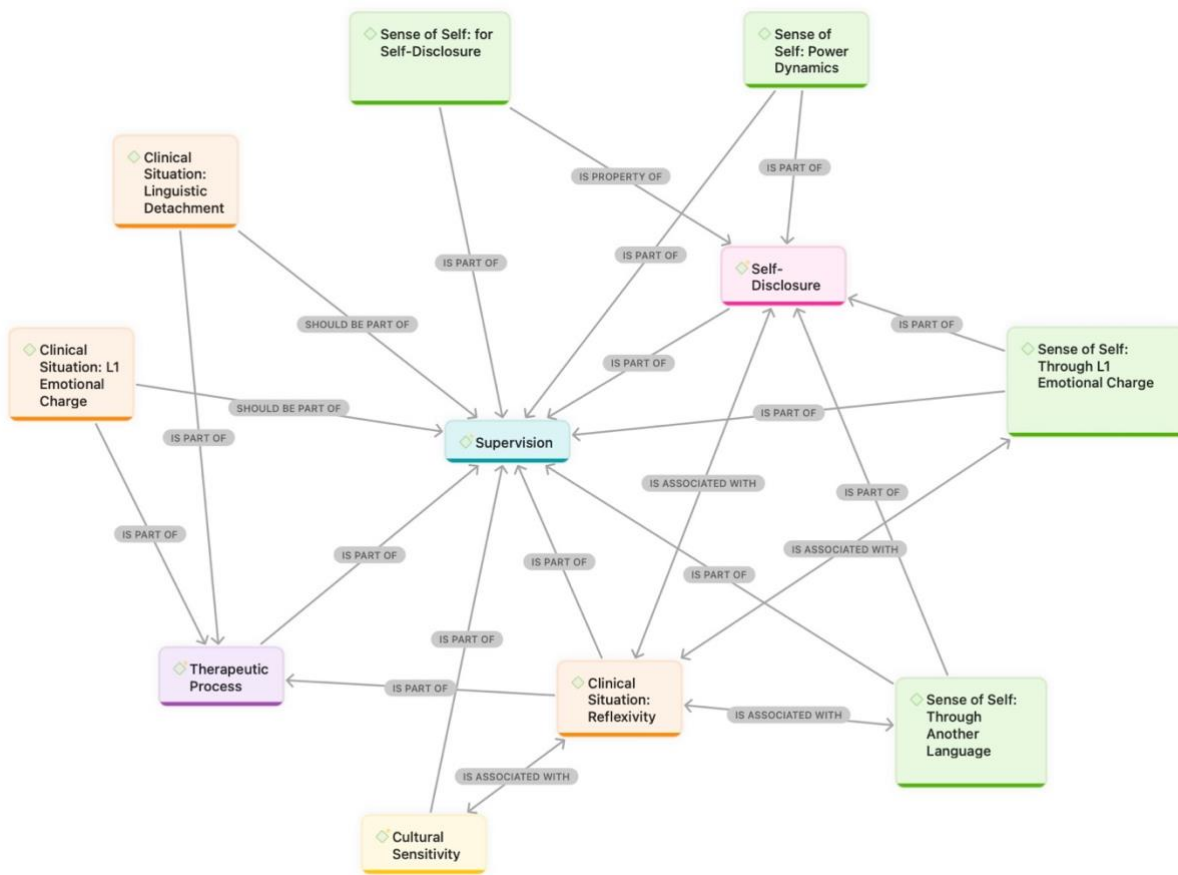 Sense of Self: for
Self-Disclosure
Sense of
Self: Power
Dynamics
Clinical
Situation:
Linguistic
Detachment
IS PROPERTY OF
IS PART OF
IS PART OF
IS PART OF
Self-
Disclosure
SHOULD BE PART OF
IS PART OF
Clinical
Situation: L1
Emotional
Charge
IS PART OF
Sense of Self:
Through L1
Emotional Charge
SHOULD BE PART OF
IS PART OF
IS PART OF
Supervision
IS ASSOCIATED WITH
IS PART OF
IS PART OF
IS PART OF
IS PART OF
IS ASSOCIATED WITH
IS PART OF
IS PART OF
Therapeutic
Process
IS PART OF
Clinical
Situation:
Reflexivity
IS ASSOCIATED WITH
Sense of Self:
Through
Another
Language
IS ASSOCIATED WITH
Cultural
Sensitivity